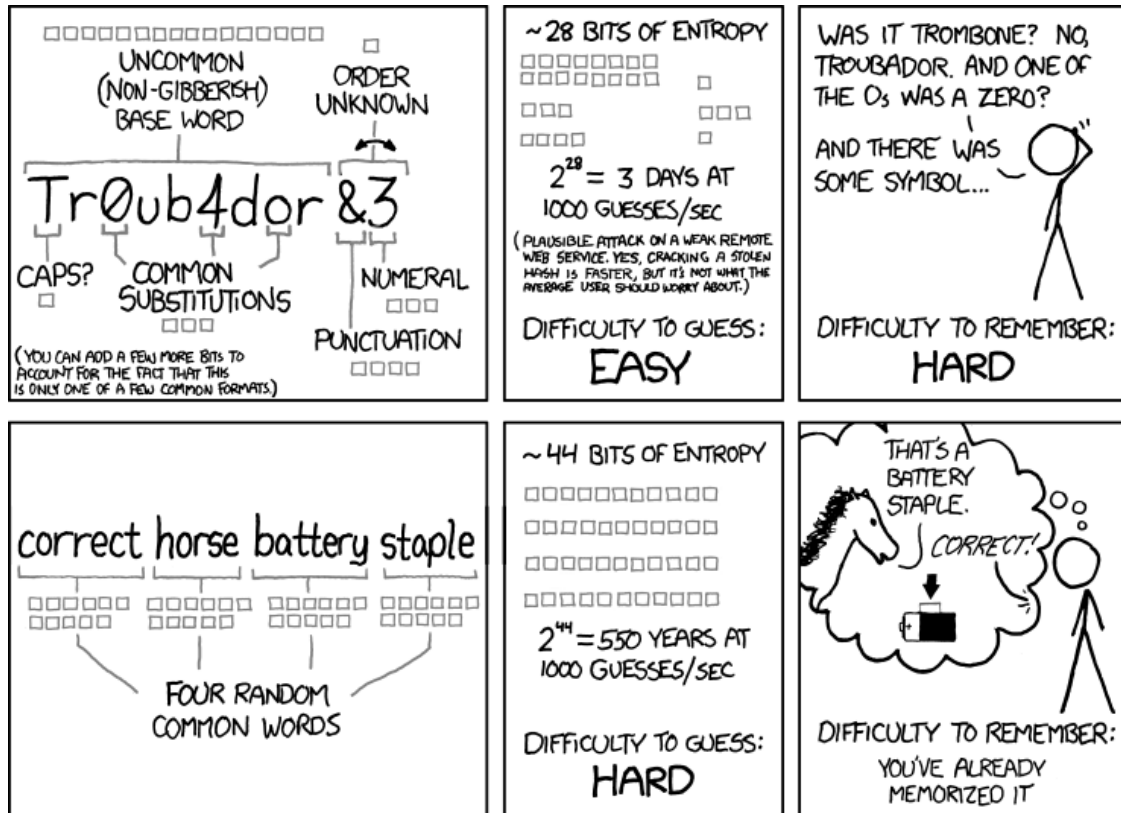 UNCOMMON
(NON-GIBBERISH)
BASE WORD
ORDER
UNKNOWN
Tr0ub4dor &3
CAPS?
COMMON
SUBSTITUTIONS
NUMERAL
PUNCTUATION
(YOU CAN ADD A FEW MORE BITS TO
ACCOUNT FOR THE FACT THAT THIS
IS ONLY ONE OF A FEW COMMON FORMATS.)
~28 BITS OF ENTROPY
2^28 = 3 DAYS AT
1000 GUESSES/SEC
(PLAUSIBLE ATTACK ON A WEAK REMOTE
WEB SERVICE. YES, CRACKING A STOLEN
HASH IS FASTER, BUT IT'S NOT WHAT THE
AVERAGE USER SHOULD WORRY ABOUT.)
DIFFICULTY TO GUESS:
EASY
WAS IT TROMBONE? NO,
TROUBADOR. AND ONE OF
THE Os WAS A ZERO?
AND THERE WAS
SOME SYMBOL...
DIFFICULTY TO REMEMBER:
HARD
correct horse battery staple
FOUR RANDOM
COMMON WORDS
~44 BITS OF ENTROPY
2^44 = 550 YEARS AT
1000 GUESSES/SEC
DIFFICULTY TO GUESS:
HARD
THAT'S A
BATTERY
STAPLE.
CORRECT!
+
DIFFICULTY TO REMEMBER:
YOU'VE ALREADY
MEMORIZED IT